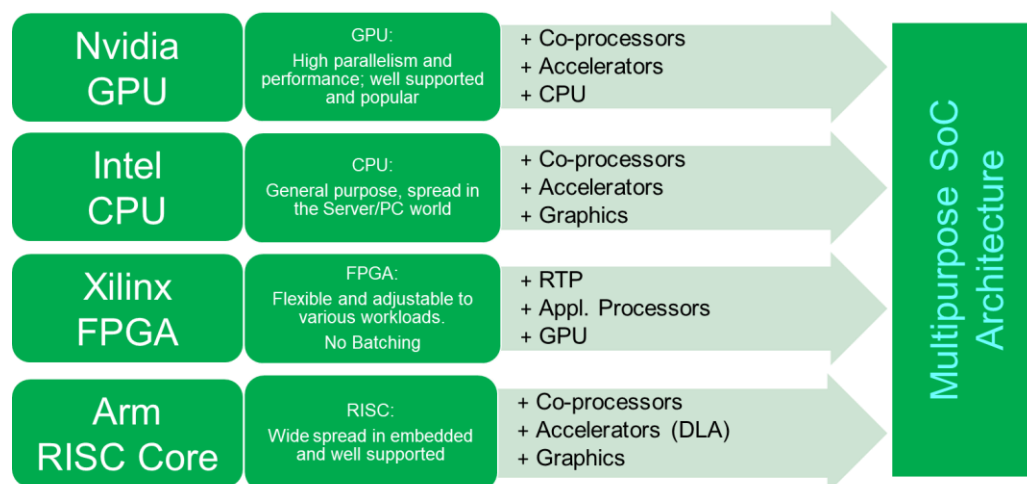 Nvidia
GPU
GPU:
High parallelism and
performance; well supported
and popular
+ Co-processors
+ Accelerators
+ CPU
Intel
CPU
CPU:
General purpose, spread in
the Server/PC world
+ Co-processors
+ Accelerators
+ Graphics
Xilinx
FPGA
FPGA:
Flexible and adjustable to
various workloads.
No Batching
+ RTP
+ Appl. Processors
+ GPU
Arm
RISC Core
RISC:
Wide spread in embedded
and well supported
+ Co-processors
+ Accelerators (DLA)
+ Graphics
Multipurpose SoC
Architecture